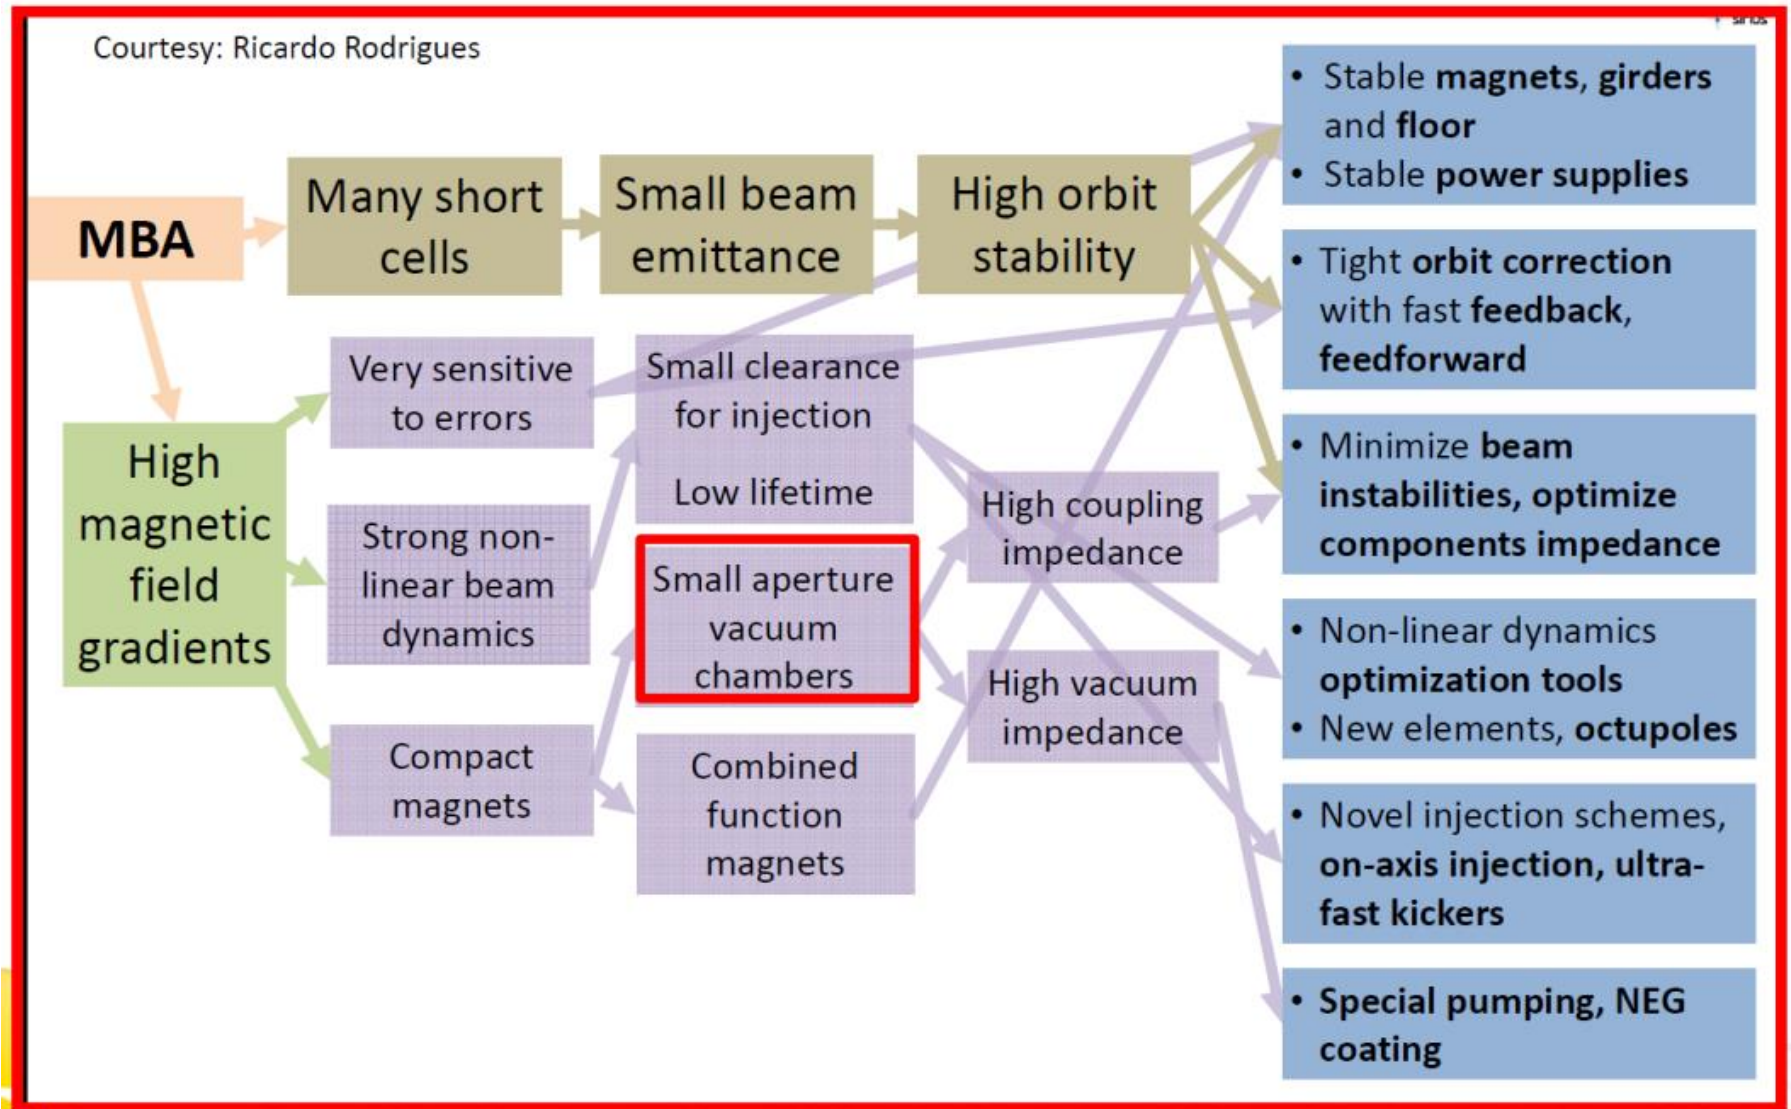 sirius
Courtesy: Ricardo Rodrigues
MBA
Many short
cells
Small beam
emittance
High orbit
stability
High
magnetic
field
gradients
Very sensitive
to errors
Strong non-
linear beam
dynamics
Compact
magnets
Small clearance
for injection
Low lifetime
Small aperture
vacuum
chambers
Combined
function
magnets
High coupling
impedance
High vacuum
impedance
• Stable magnets, girders
and floor
• Stable power supplies
• Tight orbit correction
with fast feedback,
feedforward
• Minimize beam
instabilities, optimize
components impedance
• Non-linear dynamics
optimization tools
• New elements, octupoles
• Novel injection schemes,
on-axis injection, ultra-
fast kickers
• Special pumping, NEG
coating